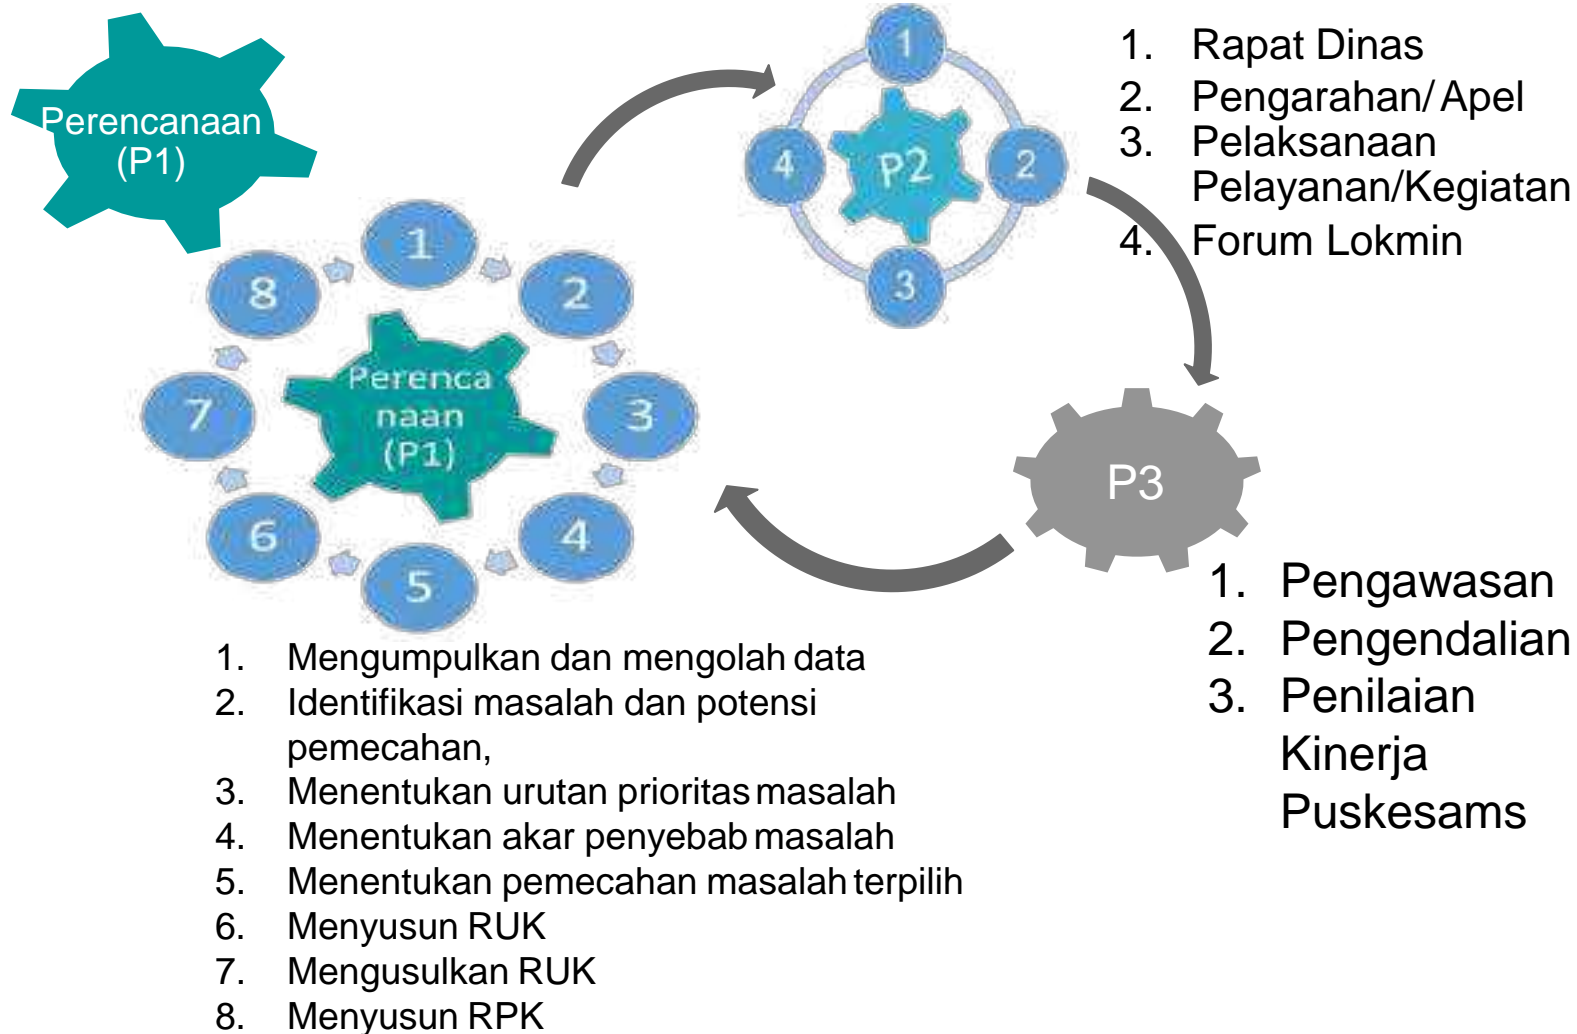 Perencanaan
(P1)
1
2
3
4
5
6
7
8
Perenca
naan
(P1)
1. Mengumpulkan dan mengolah data
2. Identifikasi masalah dan potensi
pemecahan,
3. Menentukan urutan prioritas masalah
4. Menentukan akar penyebab masalah
5. Menentukan pemecahan masalah terpilih
6. Menyusun RUK
7. Mengusulkan RUK
8. Menyusun RPK
1
2
3
4
P2
1. Rapat Dinas
2. Pengarahan/ Apel
3. Pelaksanaan
Pelayanan/Kegiatan
4. Forum Lokmin
P3
1. Pengawasan
2. Pengendalian
3. Penilaian
Kinerja
Puskesams